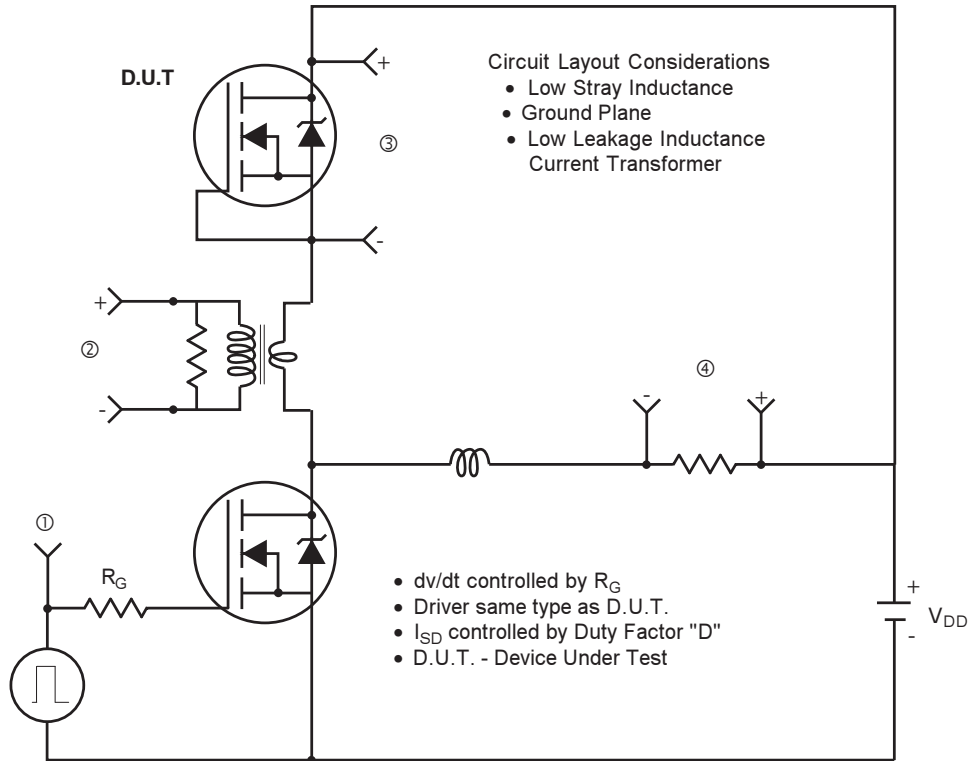 D.U.T
+
Circuit Layout Considerations
• Low Stray Inductance
• Ground Plane
• Low Leakage Inductance
Current Transformer
③
-
+
②
-
④
-
+
①
R_G
• dv/dt controlled by R_G
• Driver same type as D.U.T.
• I_SD controlled by Duty Factor "D"
• D.U.T. - Device Under Test
+
V_DD
-